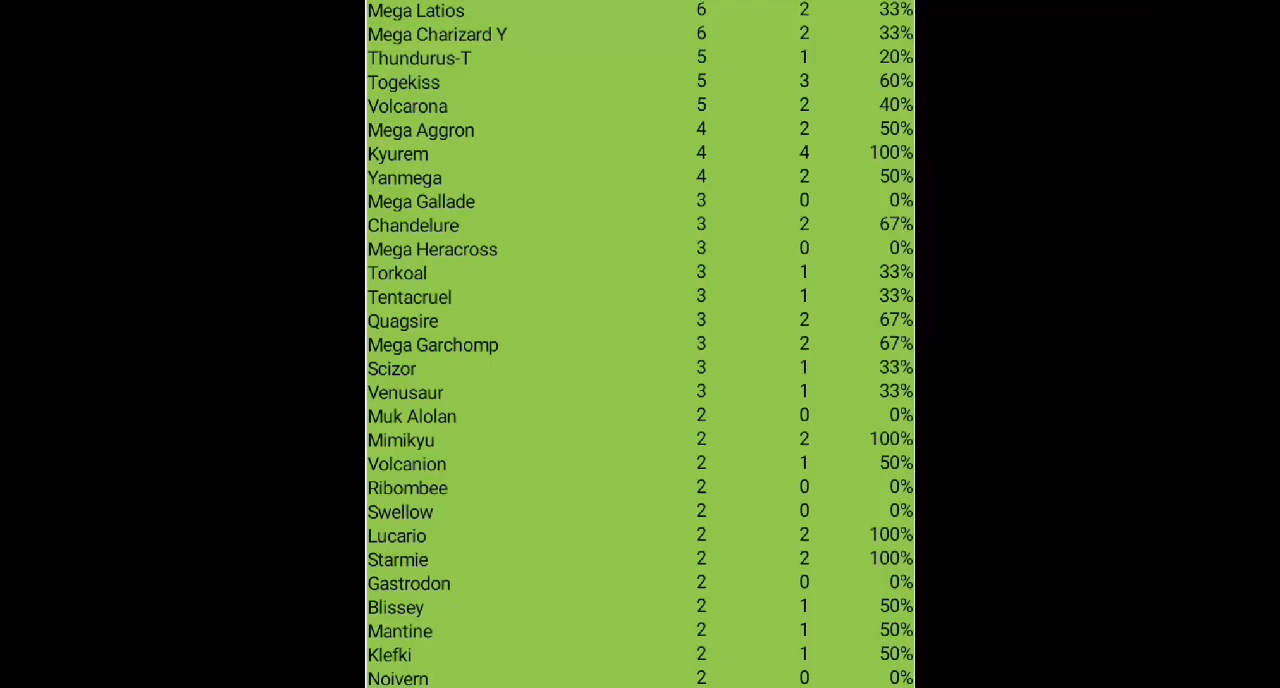 Mega Latios 6 2 33%
Mega Charizard Y 6 2 33%
Thundurus-T 5 1 20%
Togekiss 5 3 60%
Volcarona 5 2 40%
Mega Aggron 4 2 50%
Kyurem 4 4 100%
Yanmega 4 2 50%
Mega Gallade 3 0 0%
Chandelure 3 2 67%
Mega Heracross 3 0 0%
Torkoal 3 1 33%
Tentacruel 3 1 33%
Quagsire 3 2 67%
Mega Garchomp 3 2 67%
Scizor 3 1 33%
Venusaur 3 1 33%
Muk Alolan 2 0 0%
Mimikyu 2 2 100%
Volcanion 2 1 50%
Ribombee 2 0 0%
Swellow 2 0 0%
Lucario 2 2 100%
Starmie 2 2 100%
Gastrodon 2 0 0%
Blissey 2 1 50%
Mantine 2 1 50%
Klefki 2 1 50%
Noivern 2 0 0%